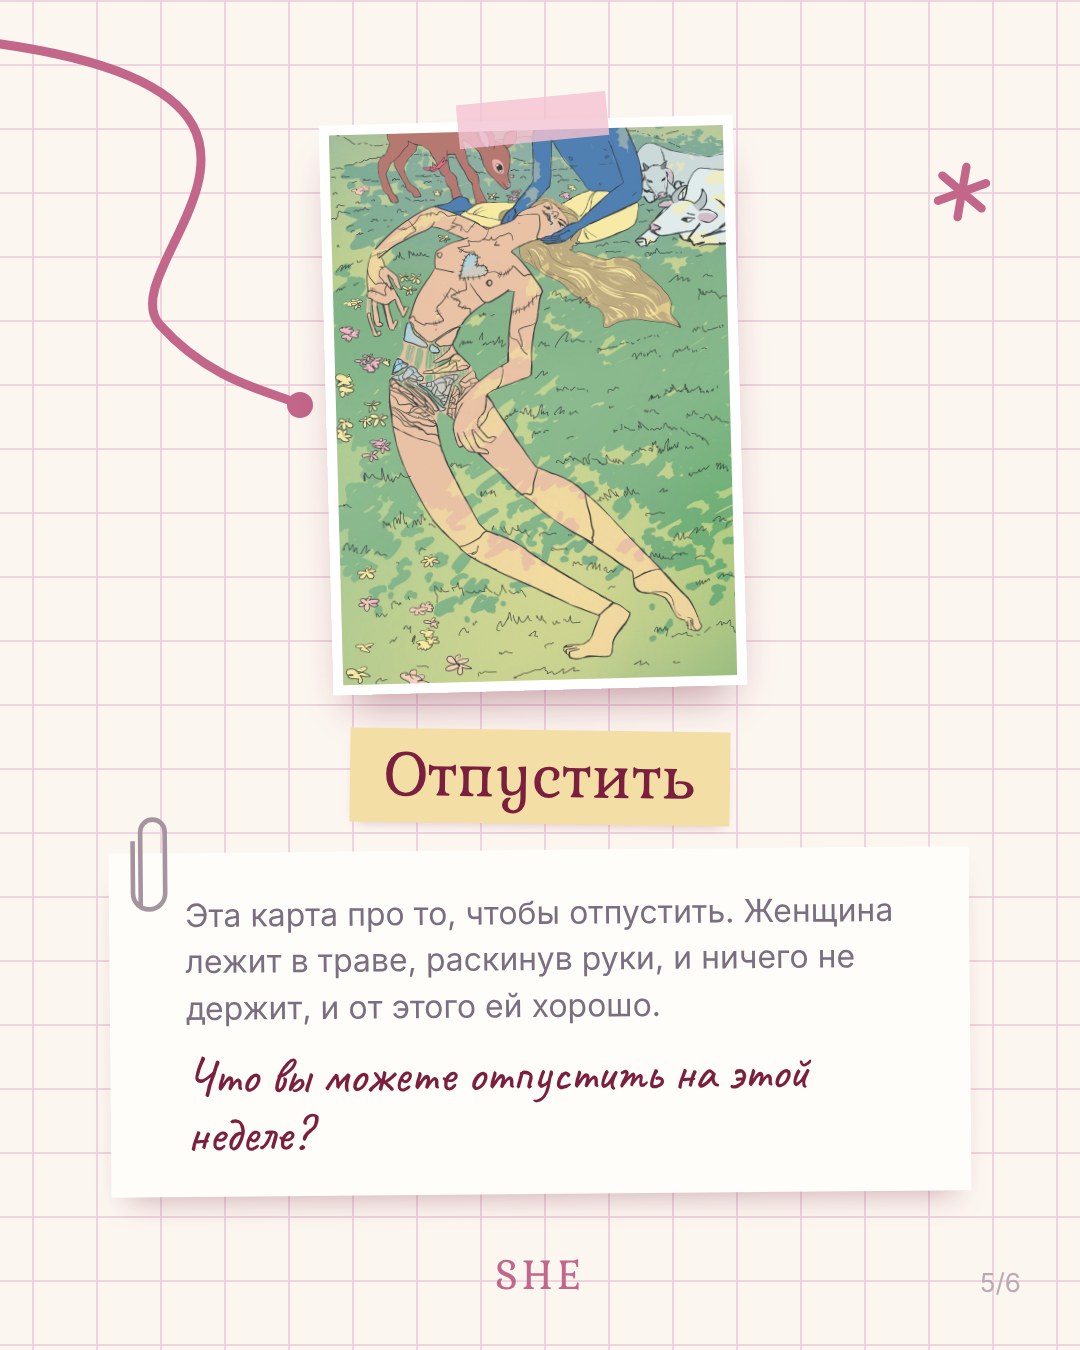 Отпустить
Эта карта про то, чтобы отпустить. Женщина
лежит в траве, раскинув руки, и ничего не
держит, и от этого ей хорошо.
Что вы можете отпустить на этой
неделе?
SHE
5/6